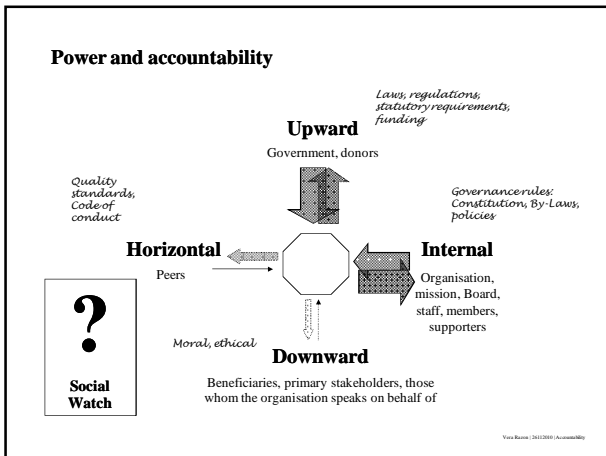 Power and accountability
Laws, regulations,
statutory requirements,
funding
Upward
Government, donors
Quality
standards,
Code of
conduct
Governance rules:
Constitution, By-Laws,
policies
Horizontal
Peers
Internal
Organisation,
mission, Board,
staff, members,
supporters
?
Social
Watch
Moral, ethical
Downward
Beneficiaries, primary stakeholders, those
whom the organisation speaks on behalf of
| Accountability